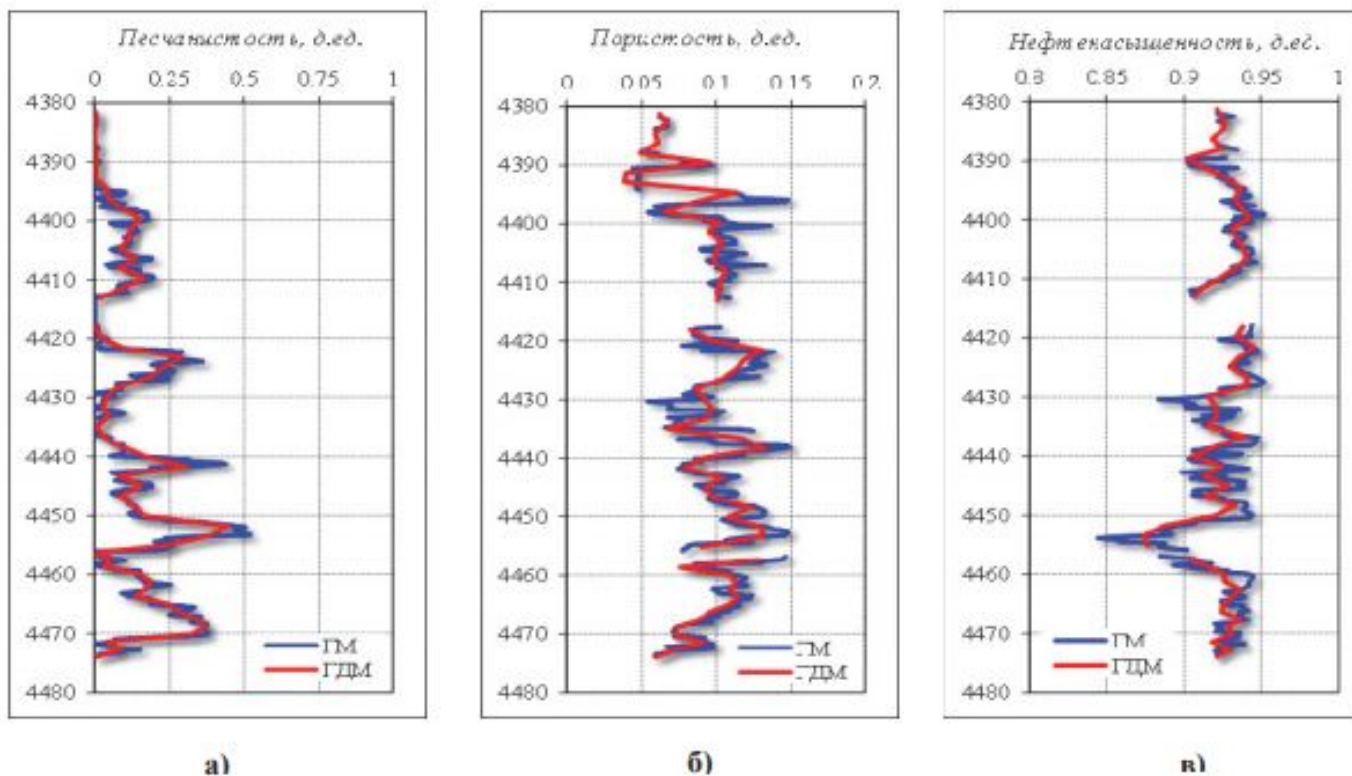 Песчанистость, д.ед.
0 0.25 0.5 0.75 1
4380
4390
4400
4410
4420
4430
4440
4450
4460
4470
4480
ГМ
ГДМ
а)
Пористость, д.ед.
0 0.05 0.1 0.15 0.2
4380
4390
4400
4410
4420
4430
4440
4450
4460
4470
4480
ГМ
ГДМ
б)
Нефтенасыщенность, д.ед.
0.8 0.85 0.9 0.95 1
4380
4390
4400
4410
4420
4430
4440
4450
4460
4470
4480
ГМ
ГДМ
в)